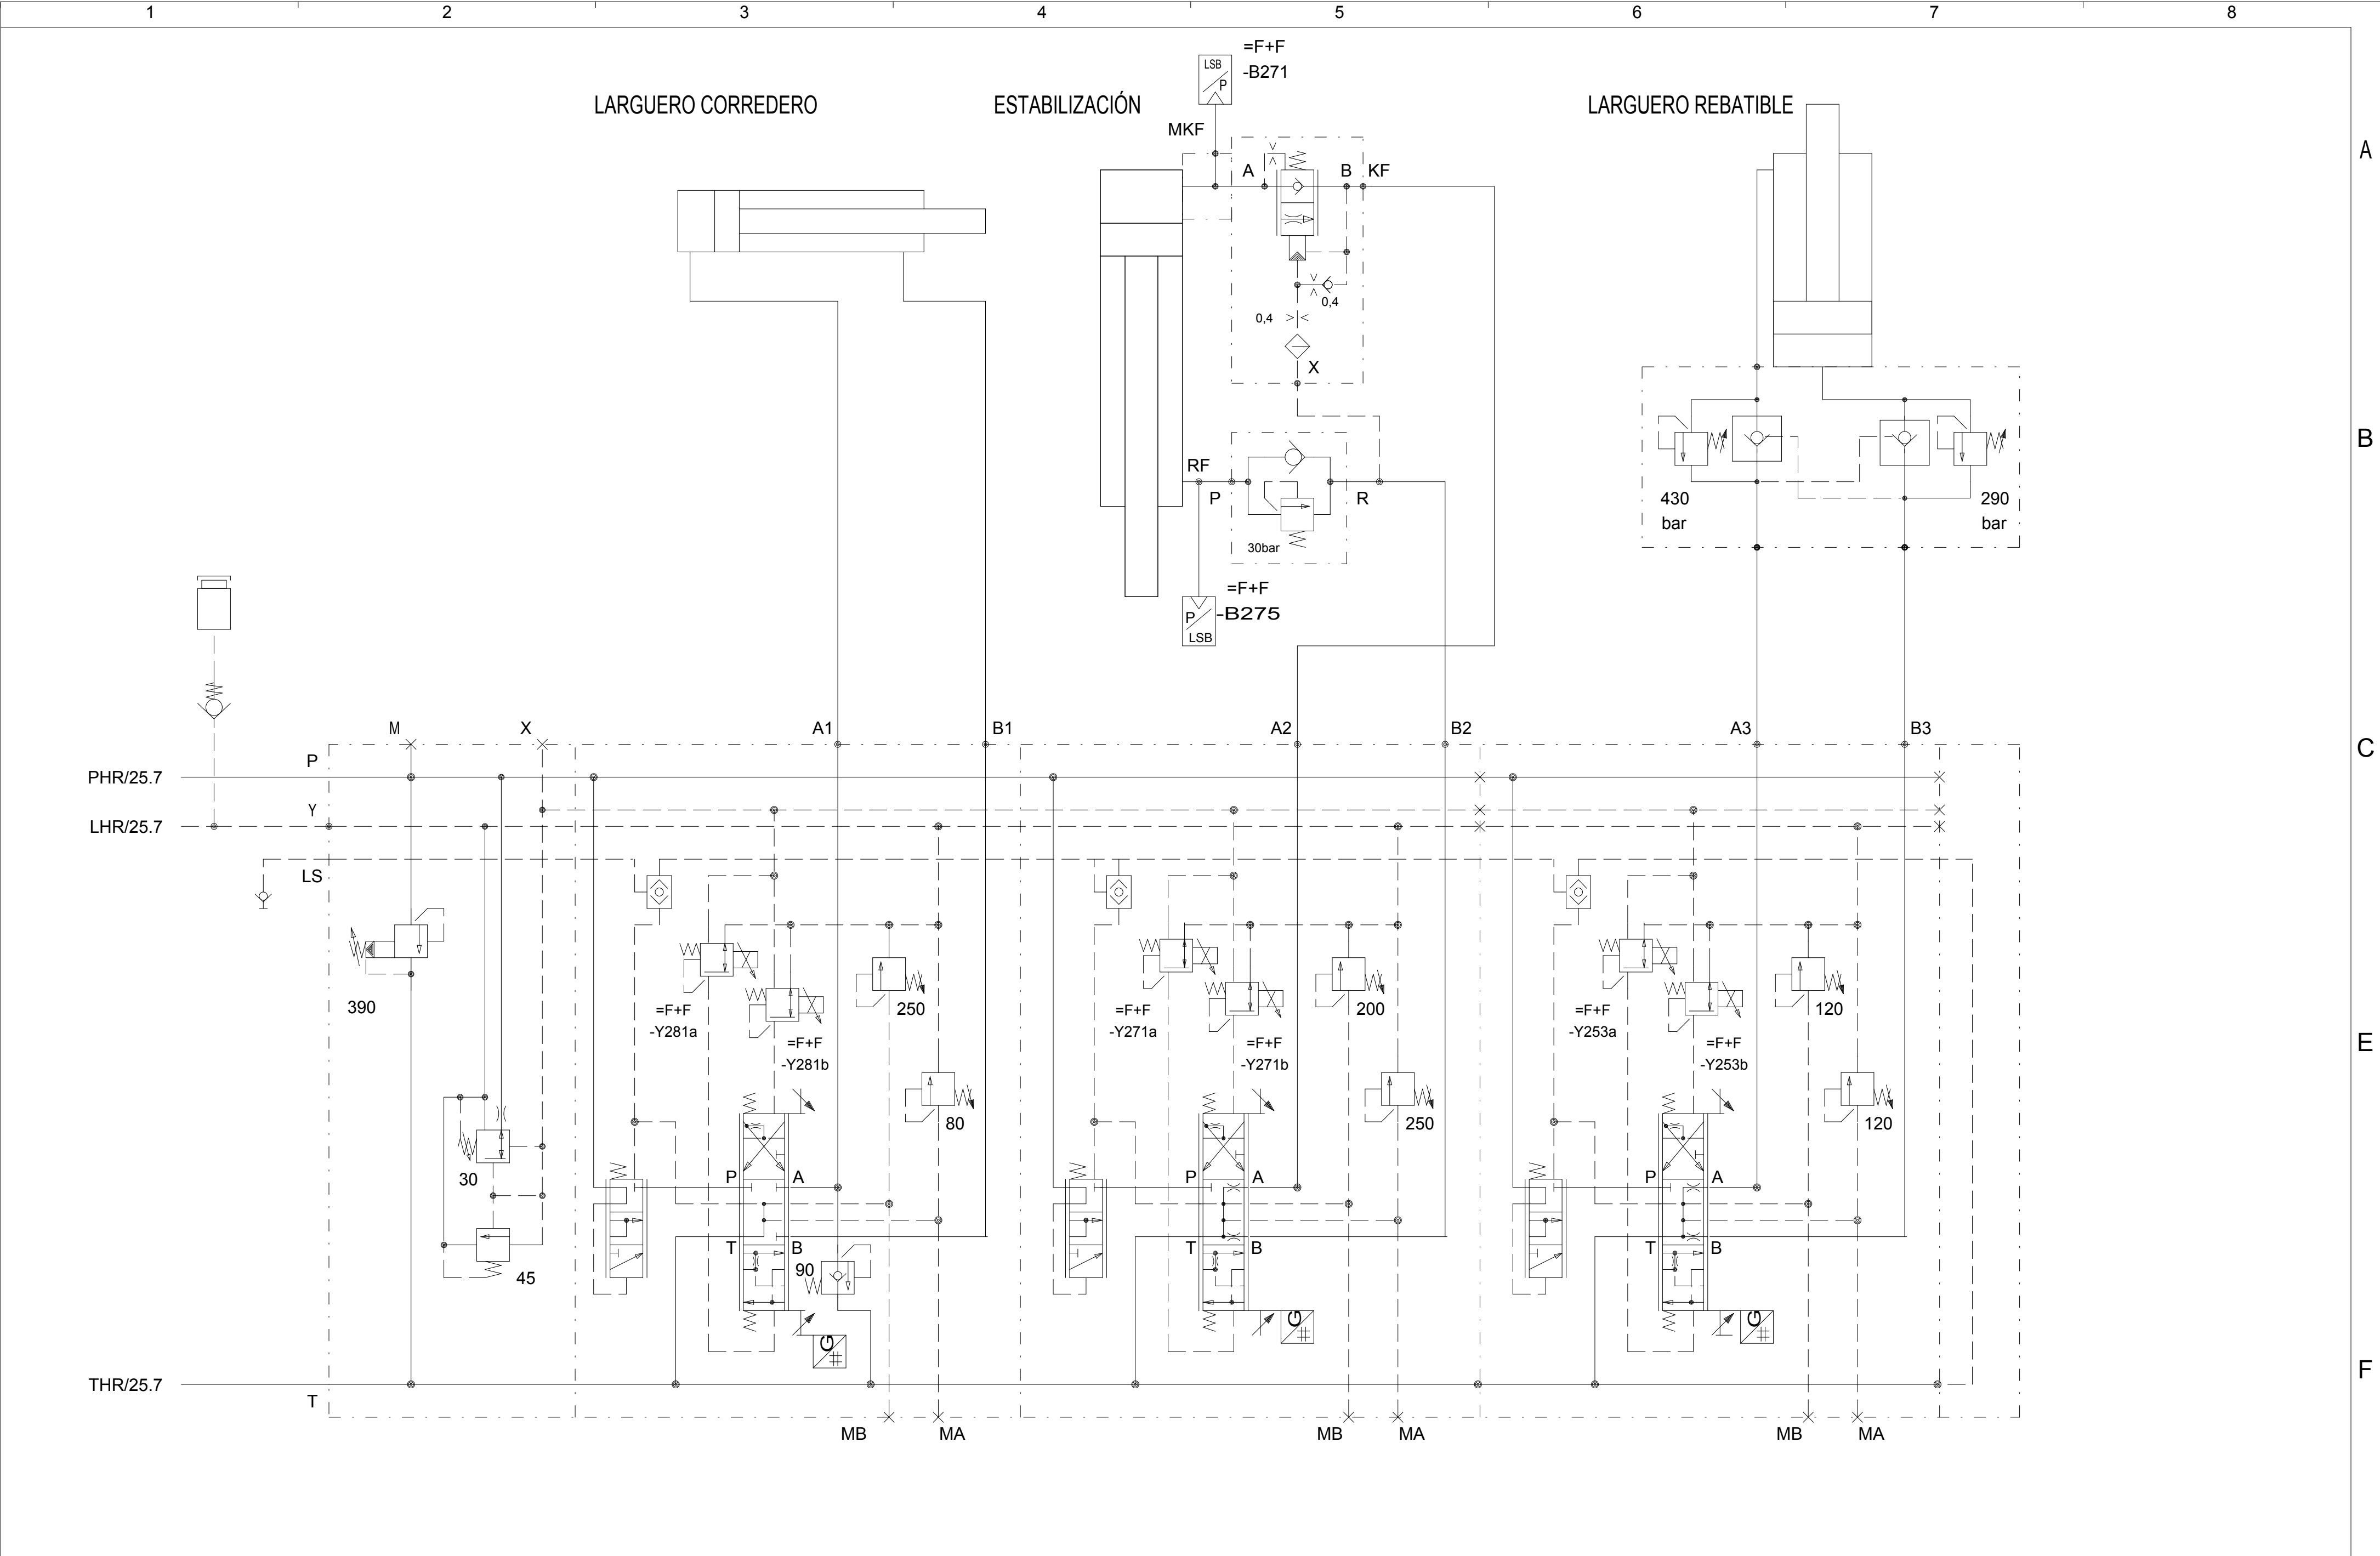 1 2 3 4 5 6 7 8
=F+F
-B271
LSB
P
LARGUERO CORREDERO
ESTABILIZACIÓN
LARGUERO REBATIBLE
MKF
A
A B KF
0,4
0,4
X
B
RF
P R
30bar
430
bar
290
bar
=F+F
-B275
P
LSB
M X A1 B1 A2 B2 A3 B3
C
P
PHR/25.7
Y
LHR/25.7
LS
390
=F+F
-Y281a
=F+F
-Y281b
250
=F+F
-Y271a
=F+F
-Y271b
200
=F+F
-Y253a
=F+F
-Y253b
120
E
80
250
120
30
45
P A
T B
90
P A
T B
P A
T B
G
#
G
#
G
#
F
THR/25.7
T
MB MA MB MA MB MA